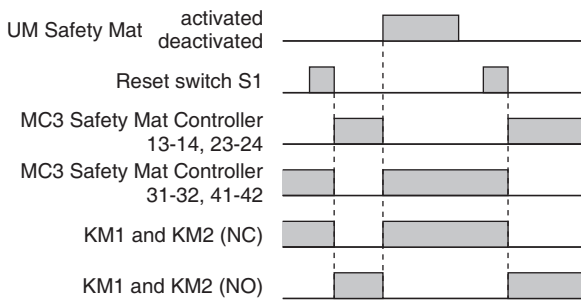 UM Safety Mat activated
deactivated
Reset switch S1
MC3 Safety Mat Controller
13-14, 23-24
MC3 Safety Mat Controller
31-32, 41-42
KM1 and KM2 (NC)
KM1 and KM2 (NO)